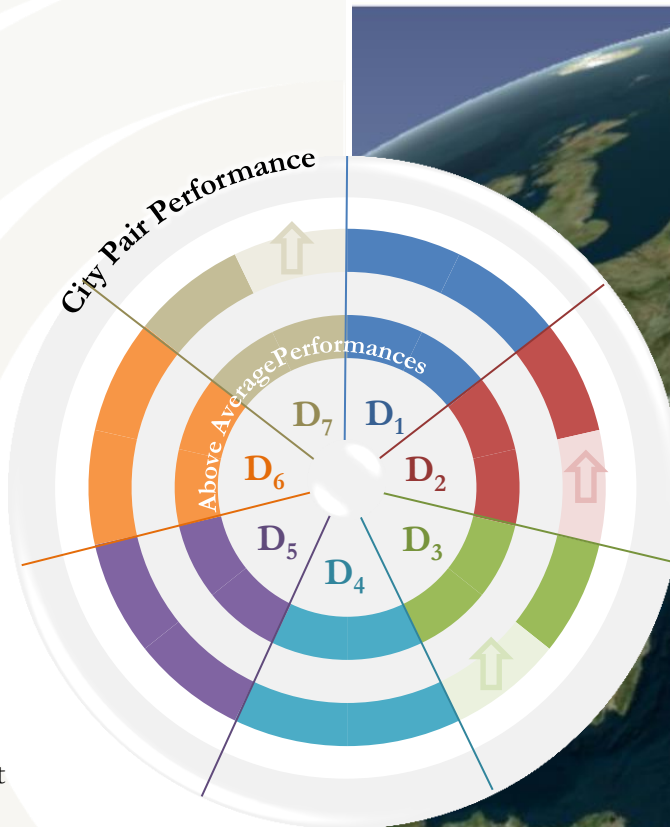 City Pair Performance
Above AveragePerformances
D1
D2
D3
D4
D5
D6
D7
t